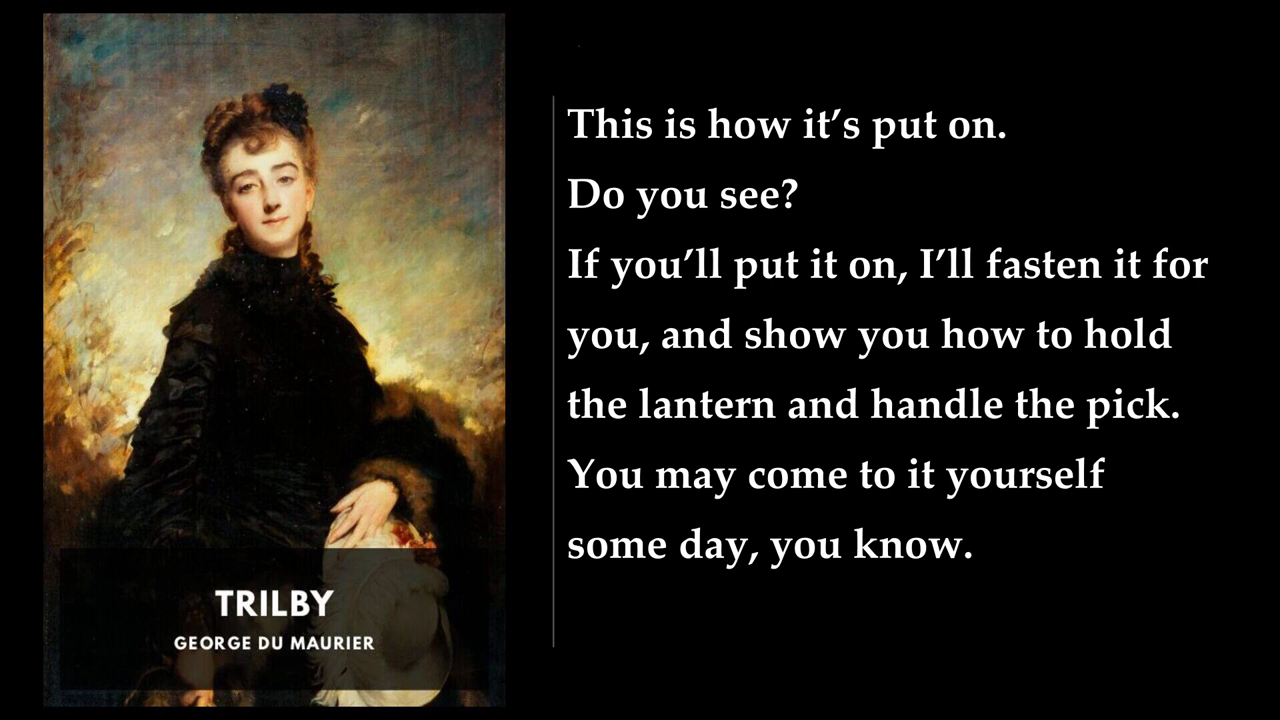 TRILBY
GEORGE DU MAURIER
This is how it’s put on.
Do you see?
If you’ll put it on, I’ll fasten it for
you, and show you how to hold
the lantern and handle the pick.
You may come to it yourself
some day, you know.